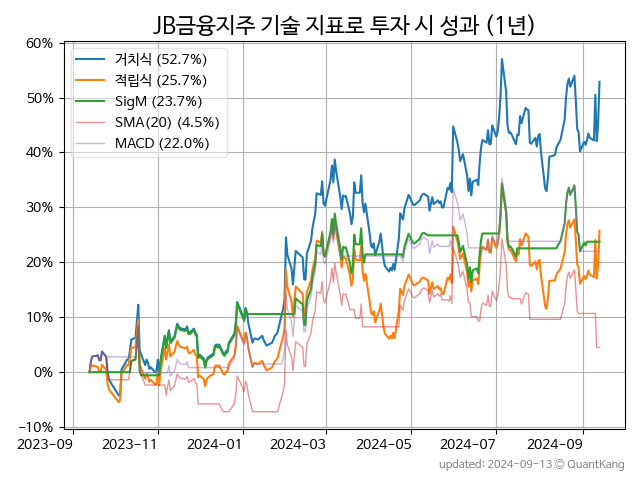 JB금융지주 기술 지표로 투자 시 성과 (1년)
60%
50%
40%
30%
20%
10%
0%
−10%
거치식 (52.7%)
적립식 (25.7%)
SigM (23.7%)
SMA(20) (4.5%)
MACD (22.0%)
2023-09 2023-11 2024-01 2024-03 2024-05 2024-07 2024-09
updated: 2024-09-13 ⓒ QuantKang